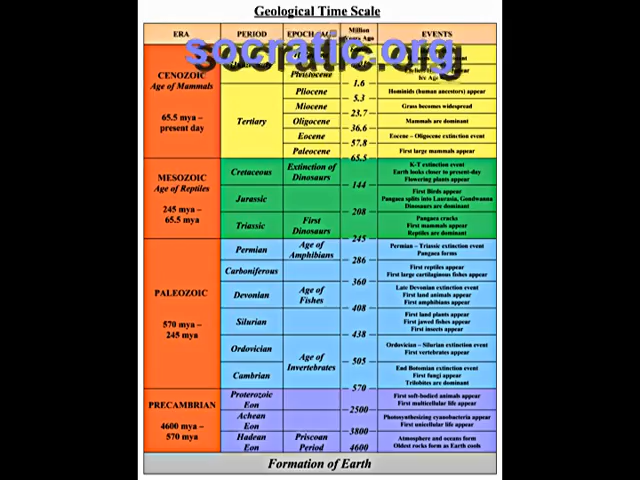 Geological Time Scale
ERA PERIOD EPOCH / AGE Million Years Ago EVENTS
socratic.org
CENOZOIC
Age of Mammals
65.5 mya –
present day
Pleistocene
Ice Age
1.6
Tertiary
Pliocene
Hominids (human ancestors) appear
5.3
Miocene
Grass becomes widespread
23.7
Oligocene
Mammals are dominant
36.6
Eocene
Eocene – Oligocene extinction event
57.8
Paleocene
First large mammals appear
65.5
MESOZOIC
Age of Reptiles
245 mya –
65.5 mya
Cretaceous
Extinction of
Dinosaurs
K-T extinction event
Earth looks closer to present-day
Flowering plants appear
144
Jurassic
First Birds appear
Pangaea splits into Laurasia, Gondwana
Dinosaurs are dominant
208
Triassic
First
Dinosaurs
Pangaea cracks
First mammals appear
Reptiles are dominant
245
PALEOZOIC
570 mya –
245 mya
Permian
Age of
Amphibians
Permian – Triassic extinction event
Pangaea forms
286
Carboniferous
First reptiles appear
First large cartilaginous fishes appear
360
Devonian
Age of
Fishes
Late Devonian extinction event
First land animals appear
First amphibians appear
408
Silurian
First land plants appear
First jawed fishes appear
First insects appear
438
Ordovician
Age of
Invertebrates
Ordovician – Silurian extinction event
First vertebrates appear
505
Cambrian
End Botomian extinction event
First fungi appear
Trilobites are dominant
570
PRECAMBRIAN
4600 mya –
570 mya
Proterozoic
Eon
First soft-bodied animals appear
First multicellular life appear
2500
Achean
Eon
Photosynthesizing cyanobacteria appear
First unicellular life appear
3800
Hadean
Eon
Priscoan
Period
Atmosphere and oceans form
Oldest rocks form as Earth cools
4600
Formation of Earth